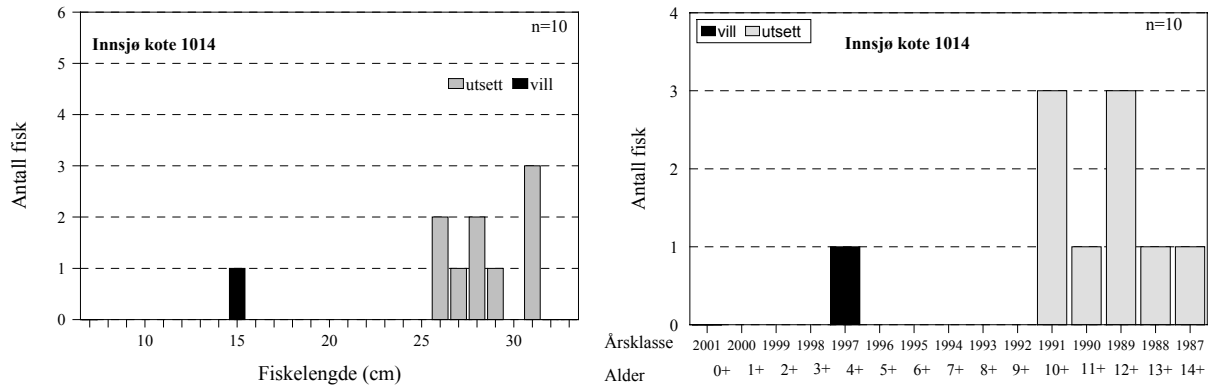 n=10
Innsjø kote 1014
utsett vill
6
5
4
3
2
1
0
Antall fisk
10 15 20 25 30
Fiskelengde (cm)
vill utsett
n=10
Innsjø kote 1014
4
3
2
1
0
Antall fisk
Årsklasse 2001 2000 1999 1998 1997 1996 1995 1994 1993 1992 1991 1990 1989 1988 1987
Alder 0+ 1+ 2+ 3+ 4+ 5+ 6+ 7+ 8+ 9+ 10+ 11+ 12+ 13+ 14+